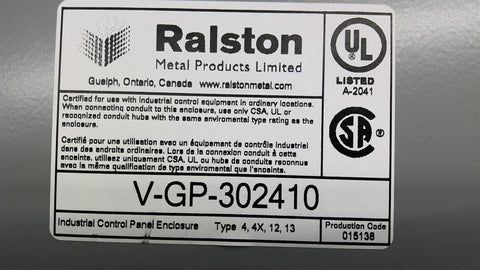 Ralston
Metal Products Limited
Guelph, Ontario, Canada www.ralstonmetal.com
UL
LISTED
A-2041
Certified for use with industrial control equipment in ordinary locations.
When connecting conduit to this enclosure, use only CSA, UL or
recognized conduit hubs with the same enviromental type rating as the
enclosure.
Certifié pour une utilisation avec un équipement de contrôle industriel
dans des endroits ordinaires. Lors de la connexion conduit à cette
enceinte, utilisez uniquement CSA, UL ou hubs de conduits reconnus
avec la même qualification de type environnemental que l'enceinte.
SA
V-GP-302410
Industrial Control Panel Enclosure Type 4, 4X, 12, 13
Production Code
015138